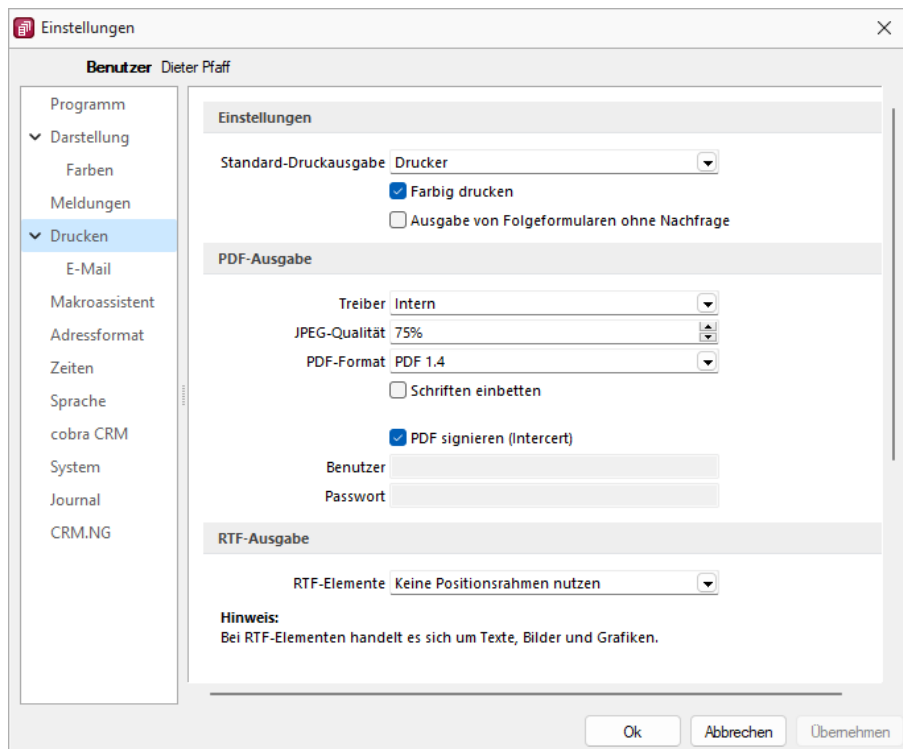 Einstellungen
Benutzer Dieter Pfaff
Programm
Darstellung
Farben
Meldungen
Drucken
E-Mail
Makroassistent
Adressformat
Zeiten
Sprache
cobra CRM
System
Journal
CRM.NG
Einstellungen
Standard-Druckausgabe Drucker
Farbig drucken
Ausgabe von Folgeformularen ohne Nachfrage
PDF-Ausgabe
Treiber Intern
JPEG-Qualität 75%
PDF-Format PDF 1.4
Schriften einbetten
PDF signieren (Intercert)
Benutzer
Passwort
RTF-Ausgabe
RTF-Elemente Keine Positionsrahmen nutzen
Hinweis:
Bei RTF-Elementen handelt es sich um Texte, Bilder und Grafiken.
Ok Abbrechen Übernehmen